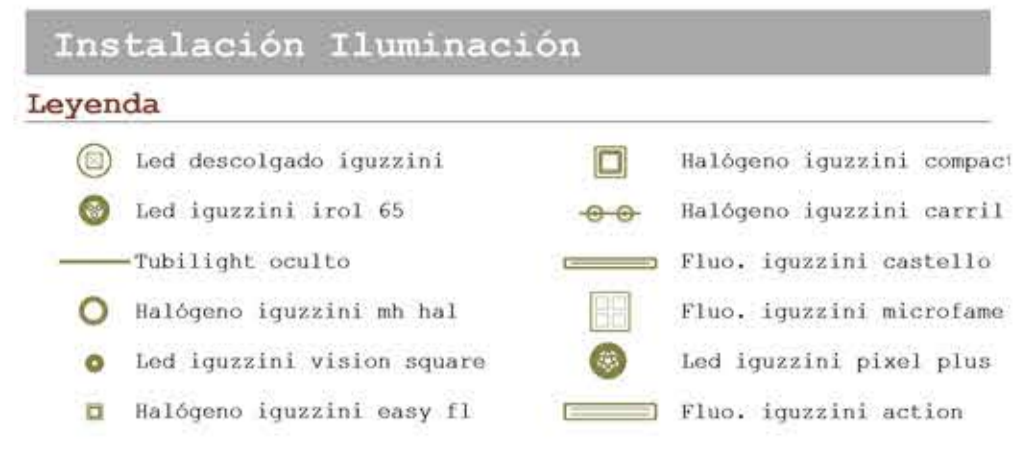 Instalación Iluminación
Leyenda
Led descolgado iguzzini
Led iguzzini irol 65
Tubilight oculto
Halógeno iguzzini mh hal
Led iguzzini vision square
Halógeno iguzzini easy fl
Halógeno iguzzini compact
Halógeno iguzzini carril
Fluo. iguzzini castello
Fluo. iguzzini microfame
Led iguzzini pixel plus
Fluo. iguzzini action